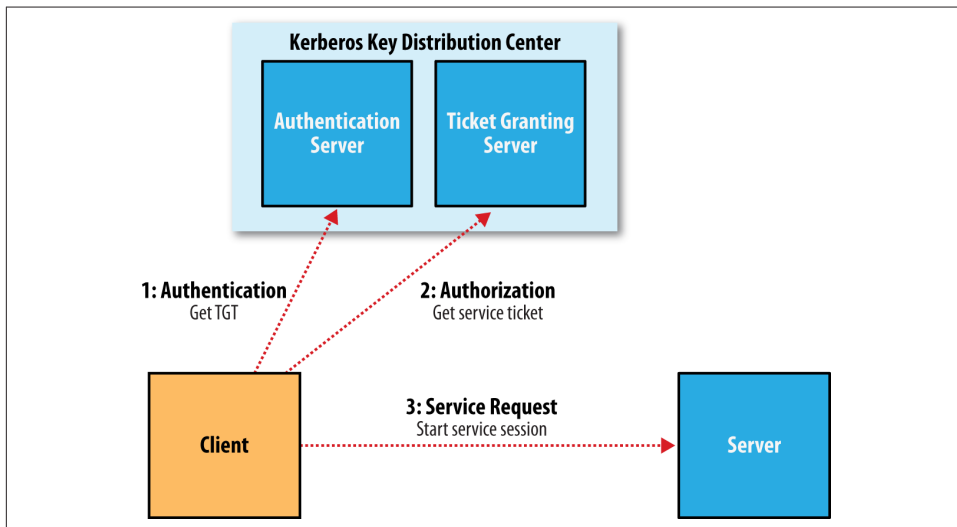 Kerberos Key Distribution Center
Authentication
Server
Ticket Granting
Server
1: Authentication
Get TGT
2: Authorization
Get service ticket
3: Service Request
Start service session
Client
Server